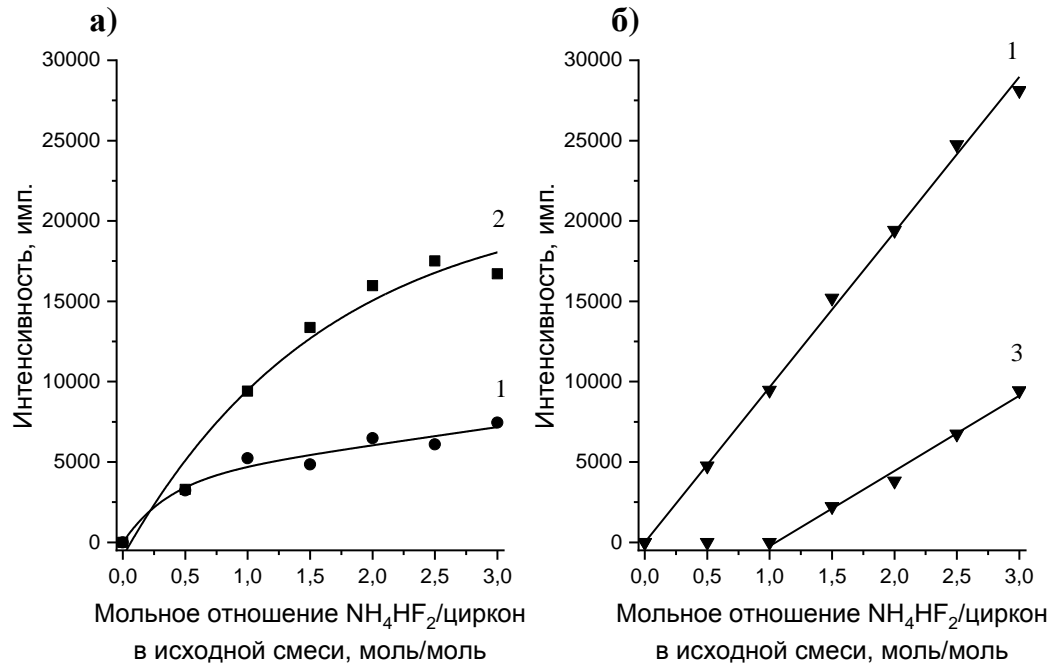 а)
Интенсивность, имп.
30000
25000
20000
15000
10000
5000
0
2
1
0,0 0,5 1,0 1,5 2,0 2,5 3,0
Мольное отношение NH₄HF₂/циркон
в исходной смеси, моль/моль
б)
Интенсивность, имп.
30000
25000
20000
15000
10000
5000
0
1
3
0,0 0,5 1,0 1,5 2,0 2,5 3,0
Мольное отношение NH₄HF₂/циркон
в исходной смеси, моль/моль